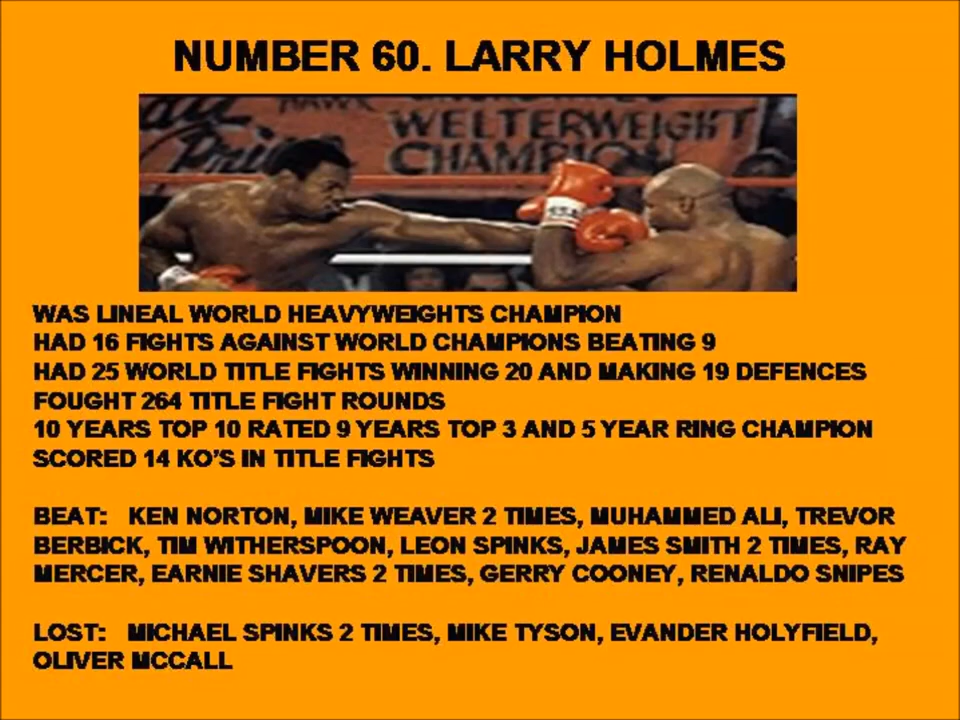 NUMBER 60. LARRY HOLMES
HAWK
WELTERWEIGHT
CHAMPION
WAS LINEAL WORLD HEAVYWEIGHTS CHAMPION
HAD 16 FIGHTS AGAINST WORLD CHAMPIONS BEATING 9
HAD 25 WORLD TITLE FIGHTS WINNING 20 AND MAKING 19 DEFENCES
FOUGHT 264 TITLE FIGHT ROUNDS
10 YEARS TOP 10 RATED 9 YEARS TOP 3 AND 5 YEAR RING CHAMPION
SCORED 14 KO'S IN TITLE FIGHTS
BEAT: KEN NORTON, MIKE WEAVER 2 TIMES, MUHAMMED ALI, TREVOR
BERBICK, TIM WITHERSPOON, LEON SPINKS, JAMES SMITH 2 TIMES, RAY
MERCER, EARNIE SHAVERS 2 TIMES, GERRY COONEY, RENALDO SNIPES
LOST: MICHAEL SPINKS 2 TIMES, MIKE TYSON, EVANDER HOLYFIELD,
OLIVER MCCALL